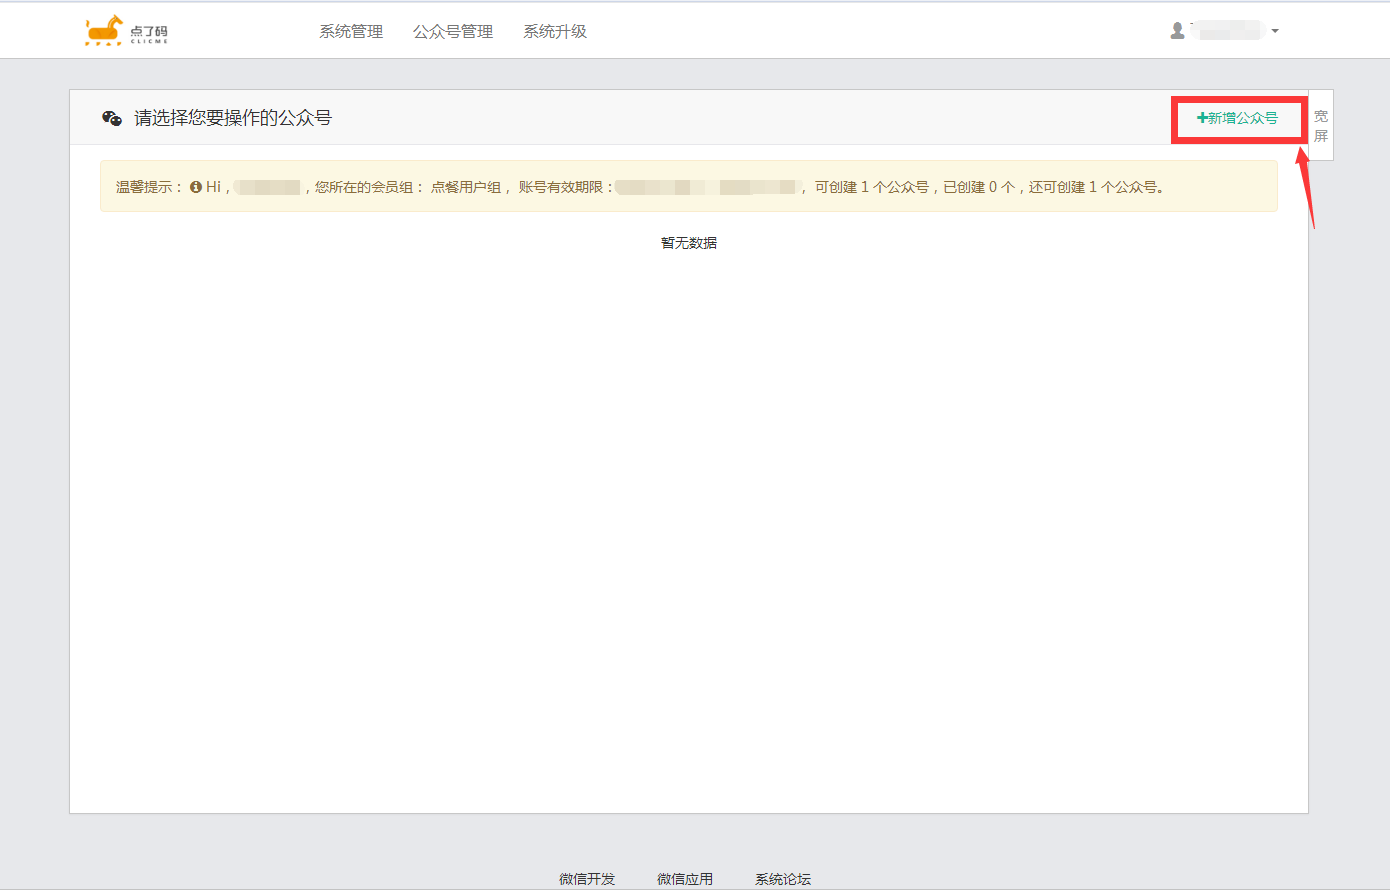 点了码
CLICME
系统管理 公众号管理 系统升级
请选择您要操作的公众号
新增公众号
宽屏
温馨提示： Hi， ，您所在的会员组： 点餐用户组， 账号有效期限： ， 可创建 1 个公众号，已创建 0 个，还可创建 1 个公众号。
暂无数据
微信开发 微信应用 系统论坛